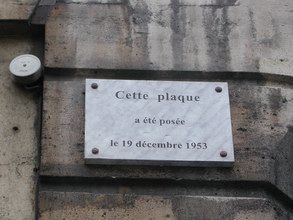 Cette plaque
a été posée
le 19 décembre 1953